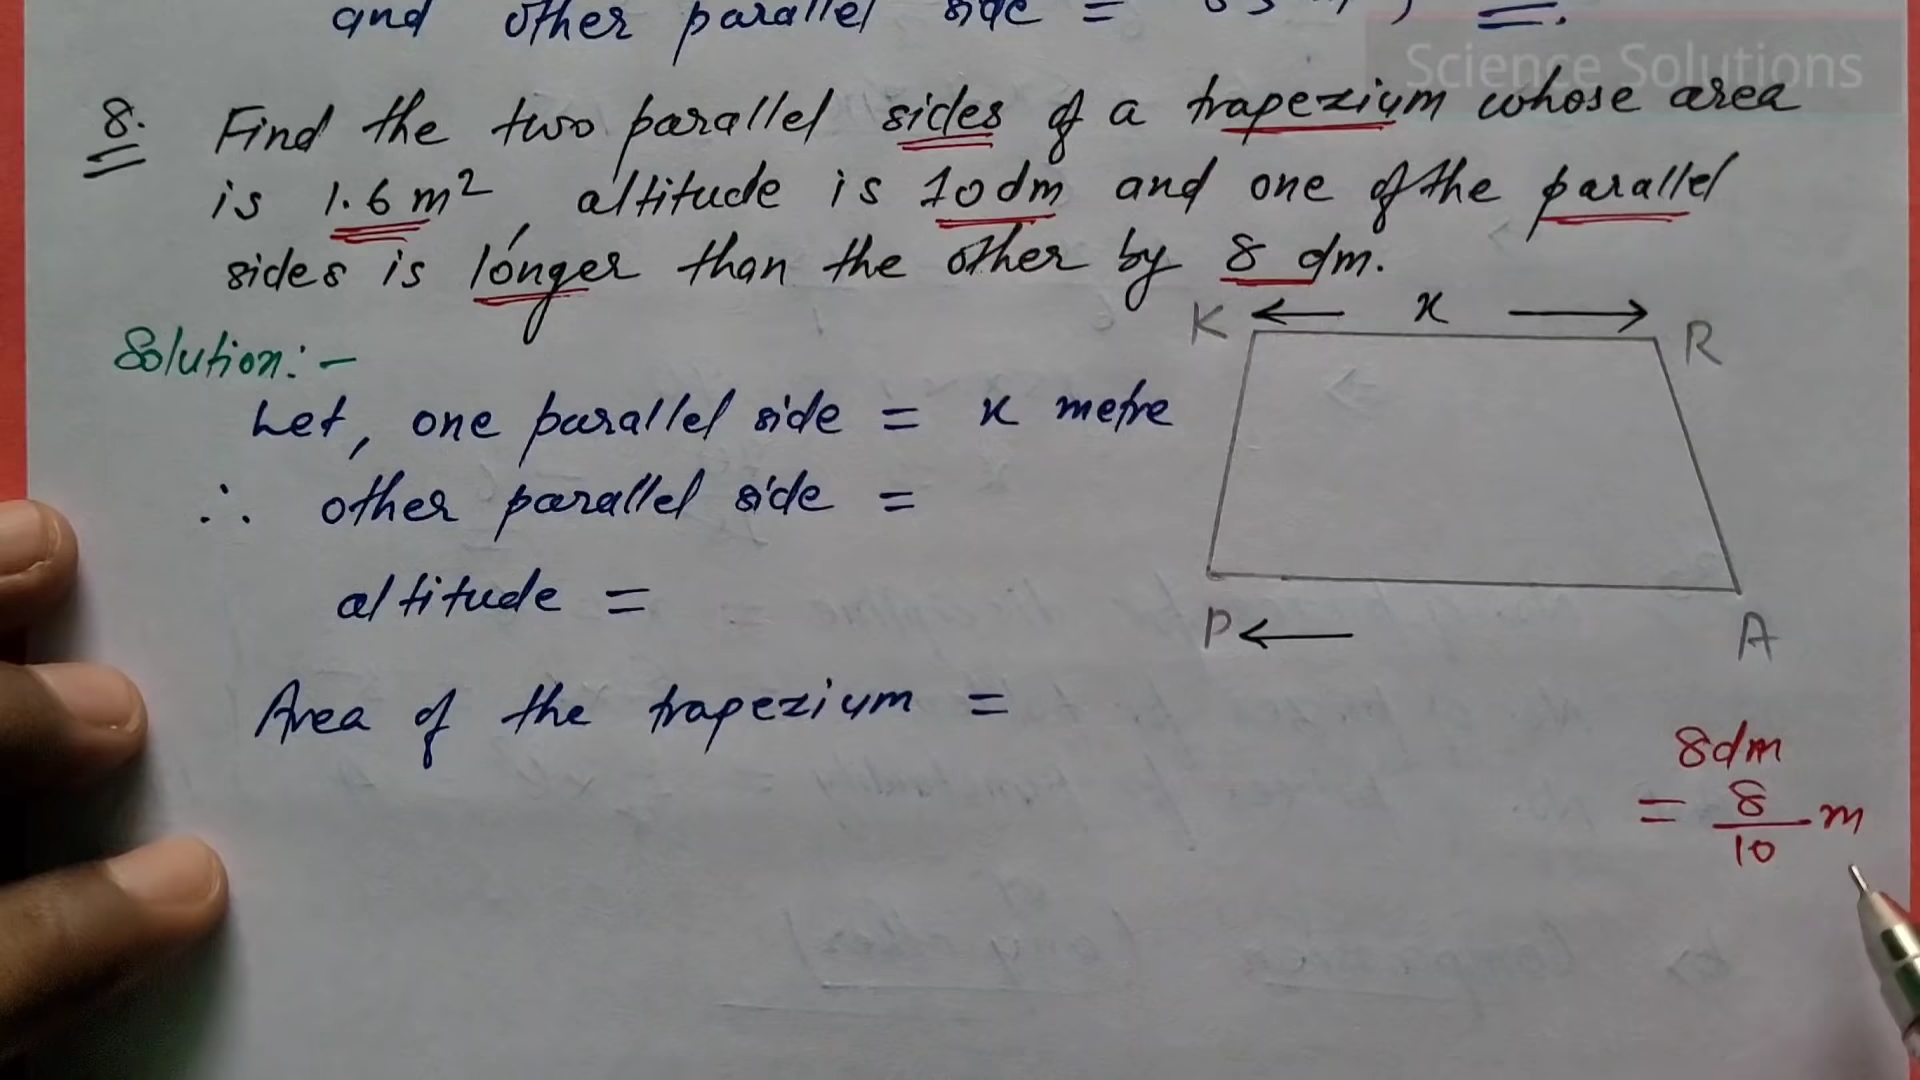 and other parallel side =
Science Solutions
8. Find the two parallel sides of a trapezium whose area
is 1.6 m², altitude is 10 dm and one of the parallel
sides is longer than the other by 8 dm.
K ← x → R
Solution:-
Let, one parallel side = x metre
∴ other parallel side =
altitude =
P ← A
Area of the trapezium =
8dm
= 8/10 m